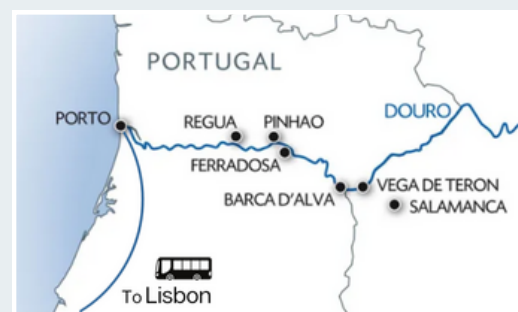 PORTUGAL
DOURO
PORTO
REGUA
PINHAO
FERRADOSA
BARCA D'ALVA
VEGA DE TERON
SALAMANCA
To Lisbon